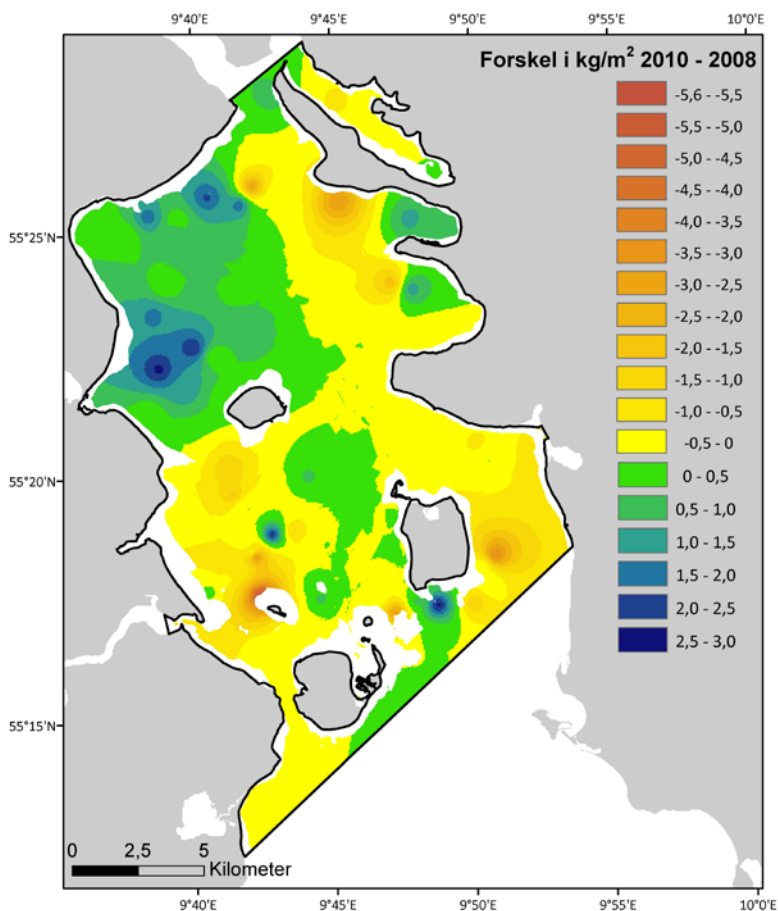 9°40'E 9°45'E 9°50'E 9°55'E 10°0'E
Forskel i kg/m² 2010 - 2008
-5,6 - -5,5
-5,5 - -5,0
-5,0 - -4,5
-4,5 - -4,0
-4,0 - -3,5
-3,5 - -3,0
-3,0 - -2,5
-2,5 - -2,0
-2,0 - -1,5
-1,5 - -1,0
-1,0 - -0,5
-0,5 - 0
0 - 0,5
0,5 - 1,0
1,0 - 1,5
1,5 - 2,0
2,0 - 2,5
2,5 - 3,0
55°25'N
55°20'N
55°15'N
0 2,5 5
Kilometer
9°40'E 9°45'E 9°50'E 9°55'E 10°0'E